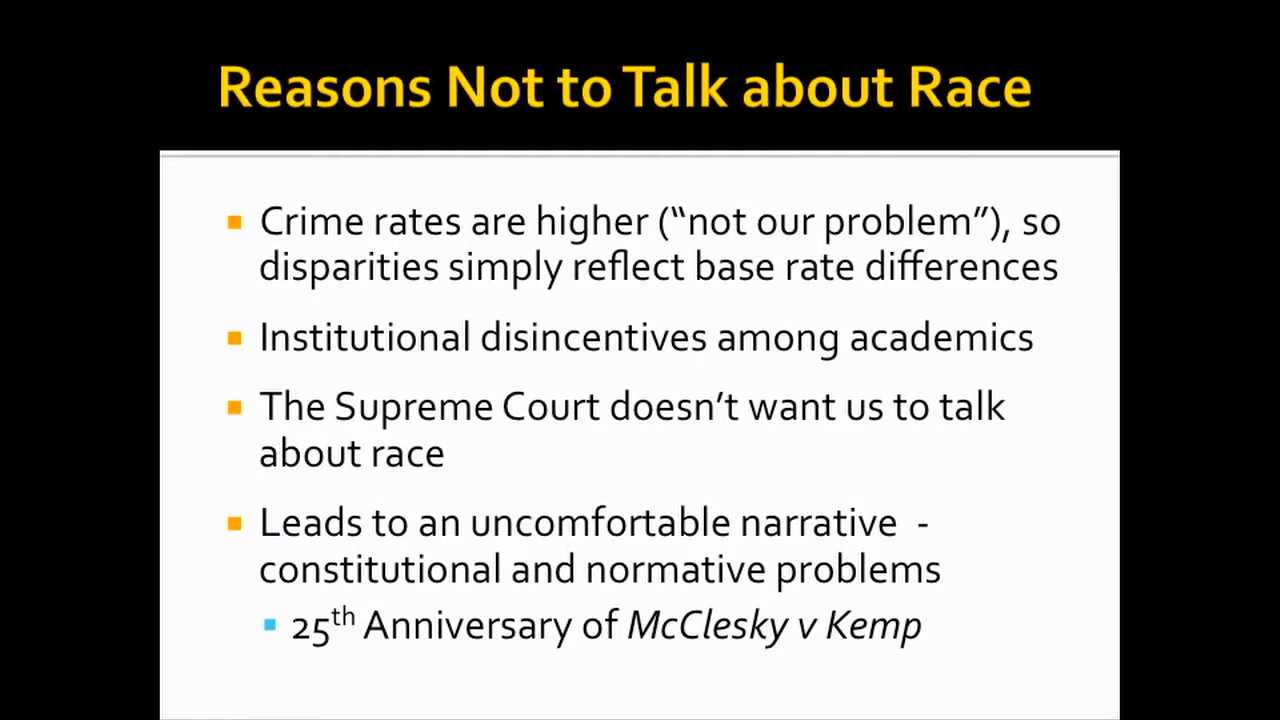 Reasons Not to Talk about Race
▪ Crime rates are higher (“not our problem”), so
disparities simply reflect base rate differences
▪ Institutional disincentives among academics
▪ The Supreme Court doesn’t want us to talk
about race
▪ Leads to an uncomfortable narrative -
constitutional and normative problems
▪ 25th Anniversary of McClesky v Kemp